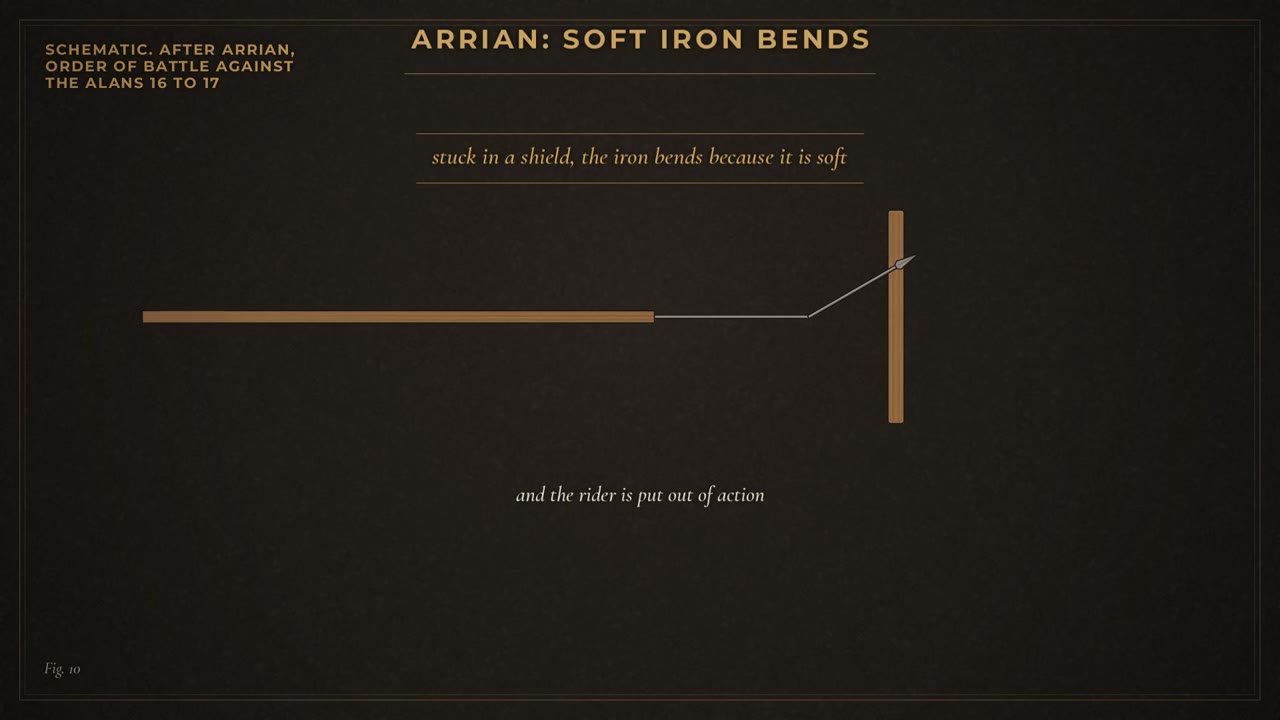 SCHEMATIC. AFTER ARRIAN,
ORDER OF BATTLE AGAINST
THE ALANS 16 TO 17
ARRIAN: SOFT IRON BENDS
stuck in a shield, the iron bends because it is soft
and the rider is put out of action
Fig. 10